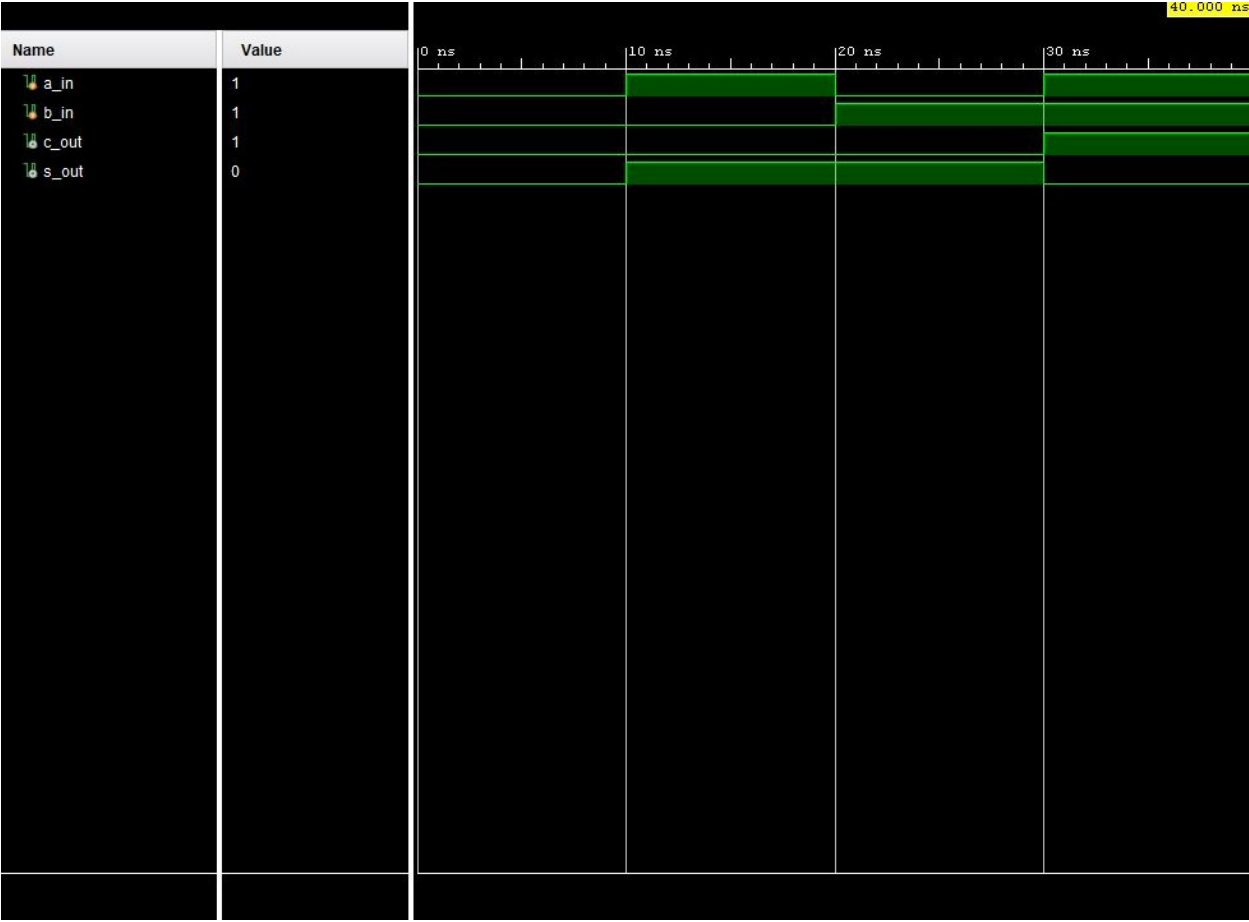 40.000 ns
Name Value
0 ns 10 ns 20 ns 30 ns
a_in 1
b_in 1
c_out 1
s_out 0